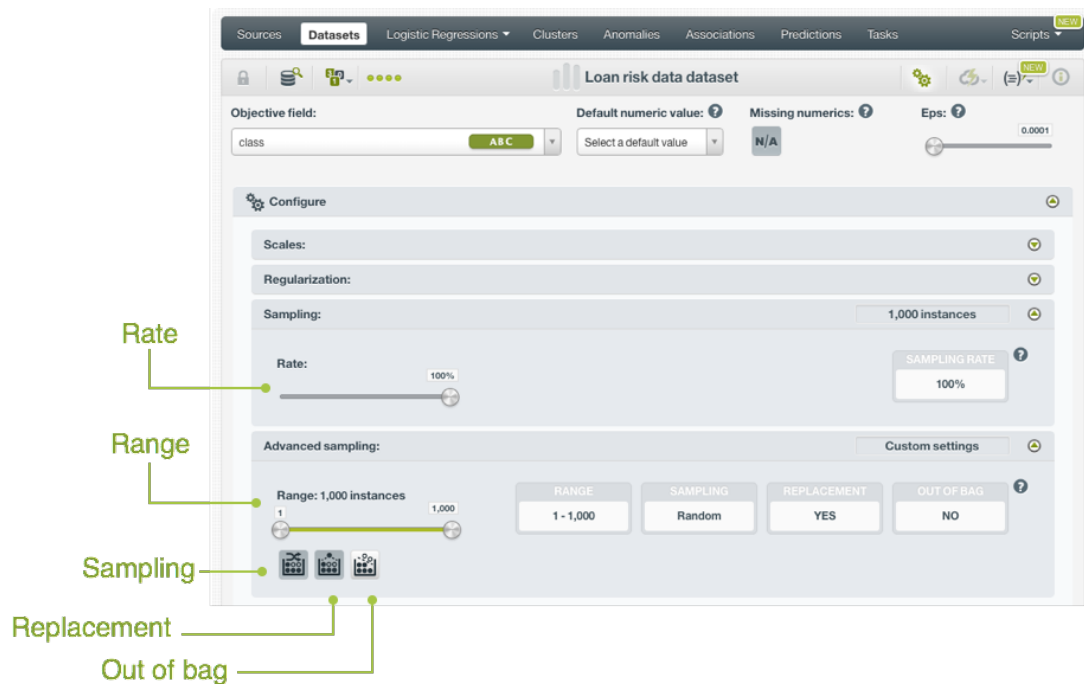 NEW
Sources Datasets Logistic Regressions Clusters Anomalies Associations Predictions Tasks Scripts
Loan risk data dataset NEW
Objective field: Default numeric value: ? Missing numerics: ? Eps: ?
class ABC Select a default value N/A 0.0001
Configure
Scales:
Regularization:
Sampling: 1,000 instances
Rate
Rate: 100% SAMPLING RATE ?
100%
Range
Advanced sampling: Custom settings
Range: 1,000 instances RANGE SAMPLING REPLACEMENT OUT OF BAG ?
1 1,000 1 - 1,000 Random YES NO
Sampling
Replacement
Out of bag